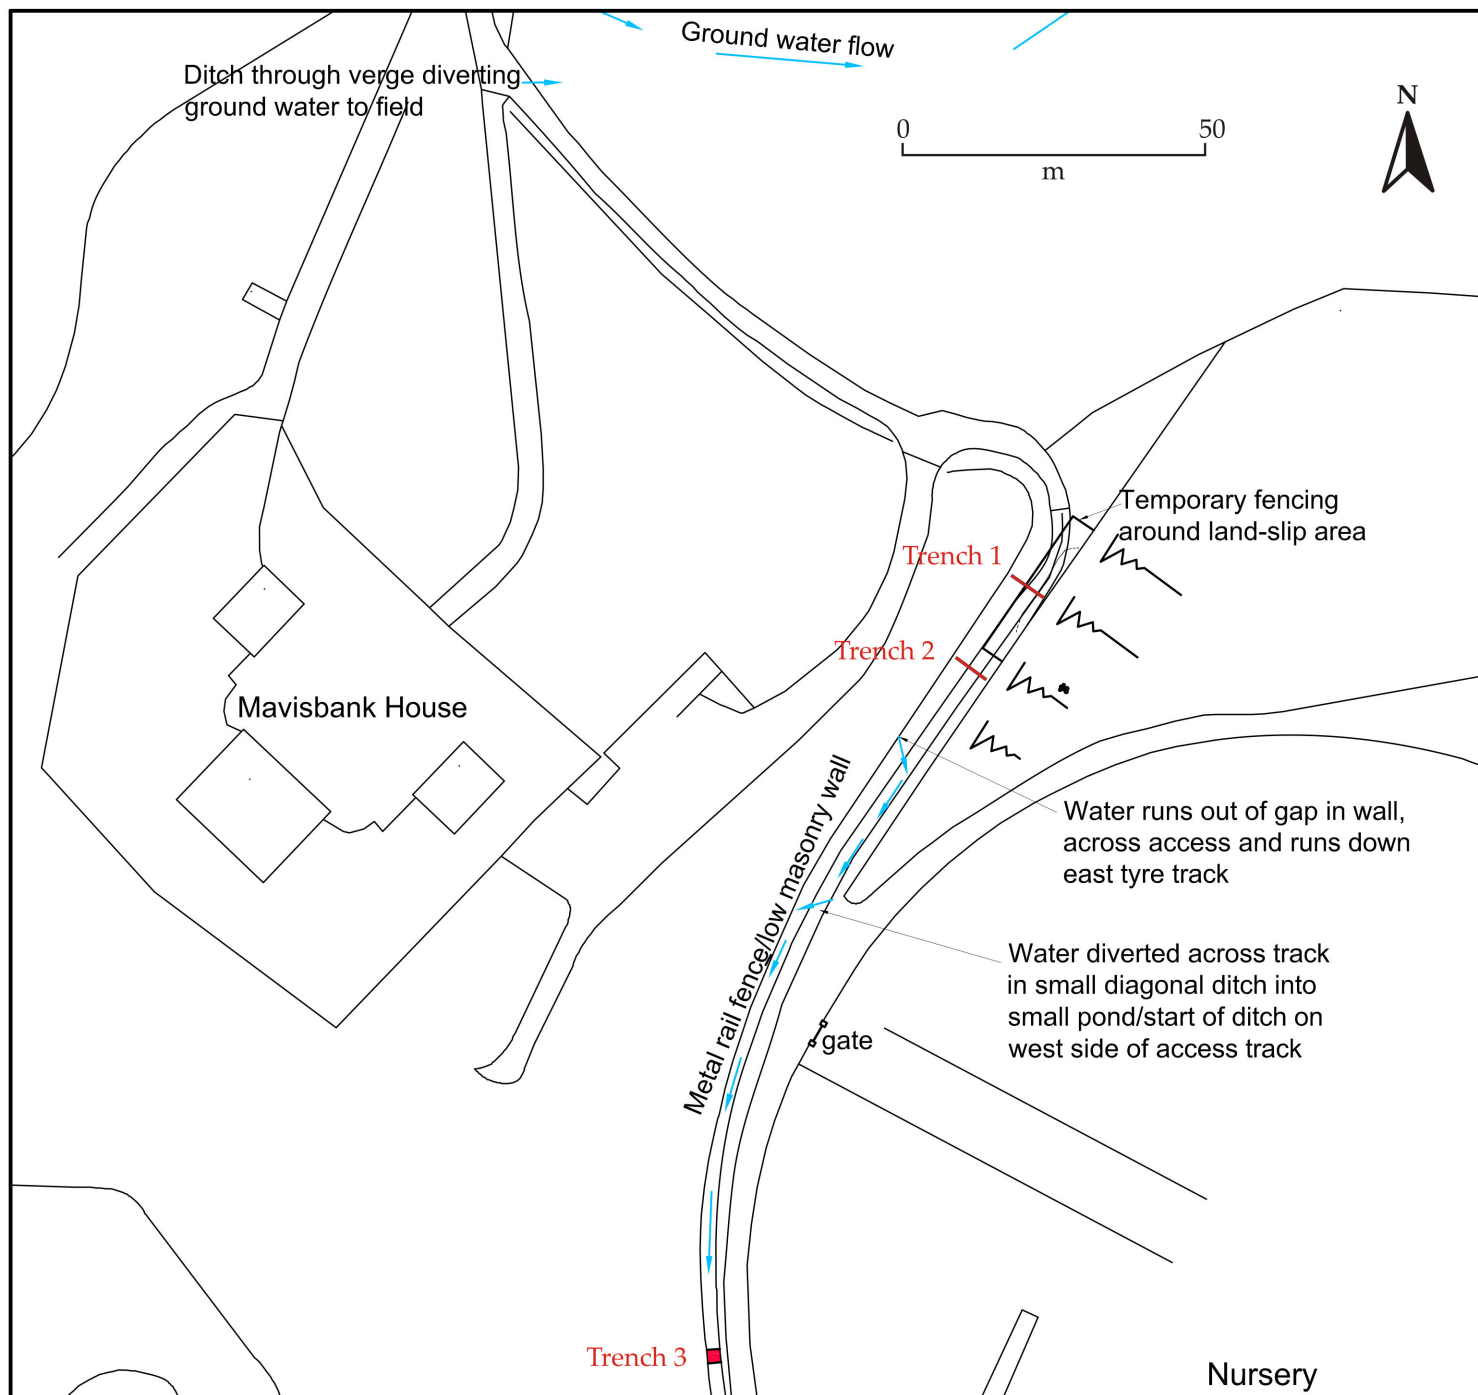 Ground water flow
Ditch through verge diverting
ground water to field
N
0 50
m
Temporary fencing
around land-slip area
Trench 1
Trench 2
Mavisbank House
Metal rail fence/low masonry wall
Water runs out of gap in wall,
across access and runs down
east tyre track
Water diverted across track
in small diagonal ditch into
small pond/start of ditch on
west side of access track
gate
Trench 3
Nursery